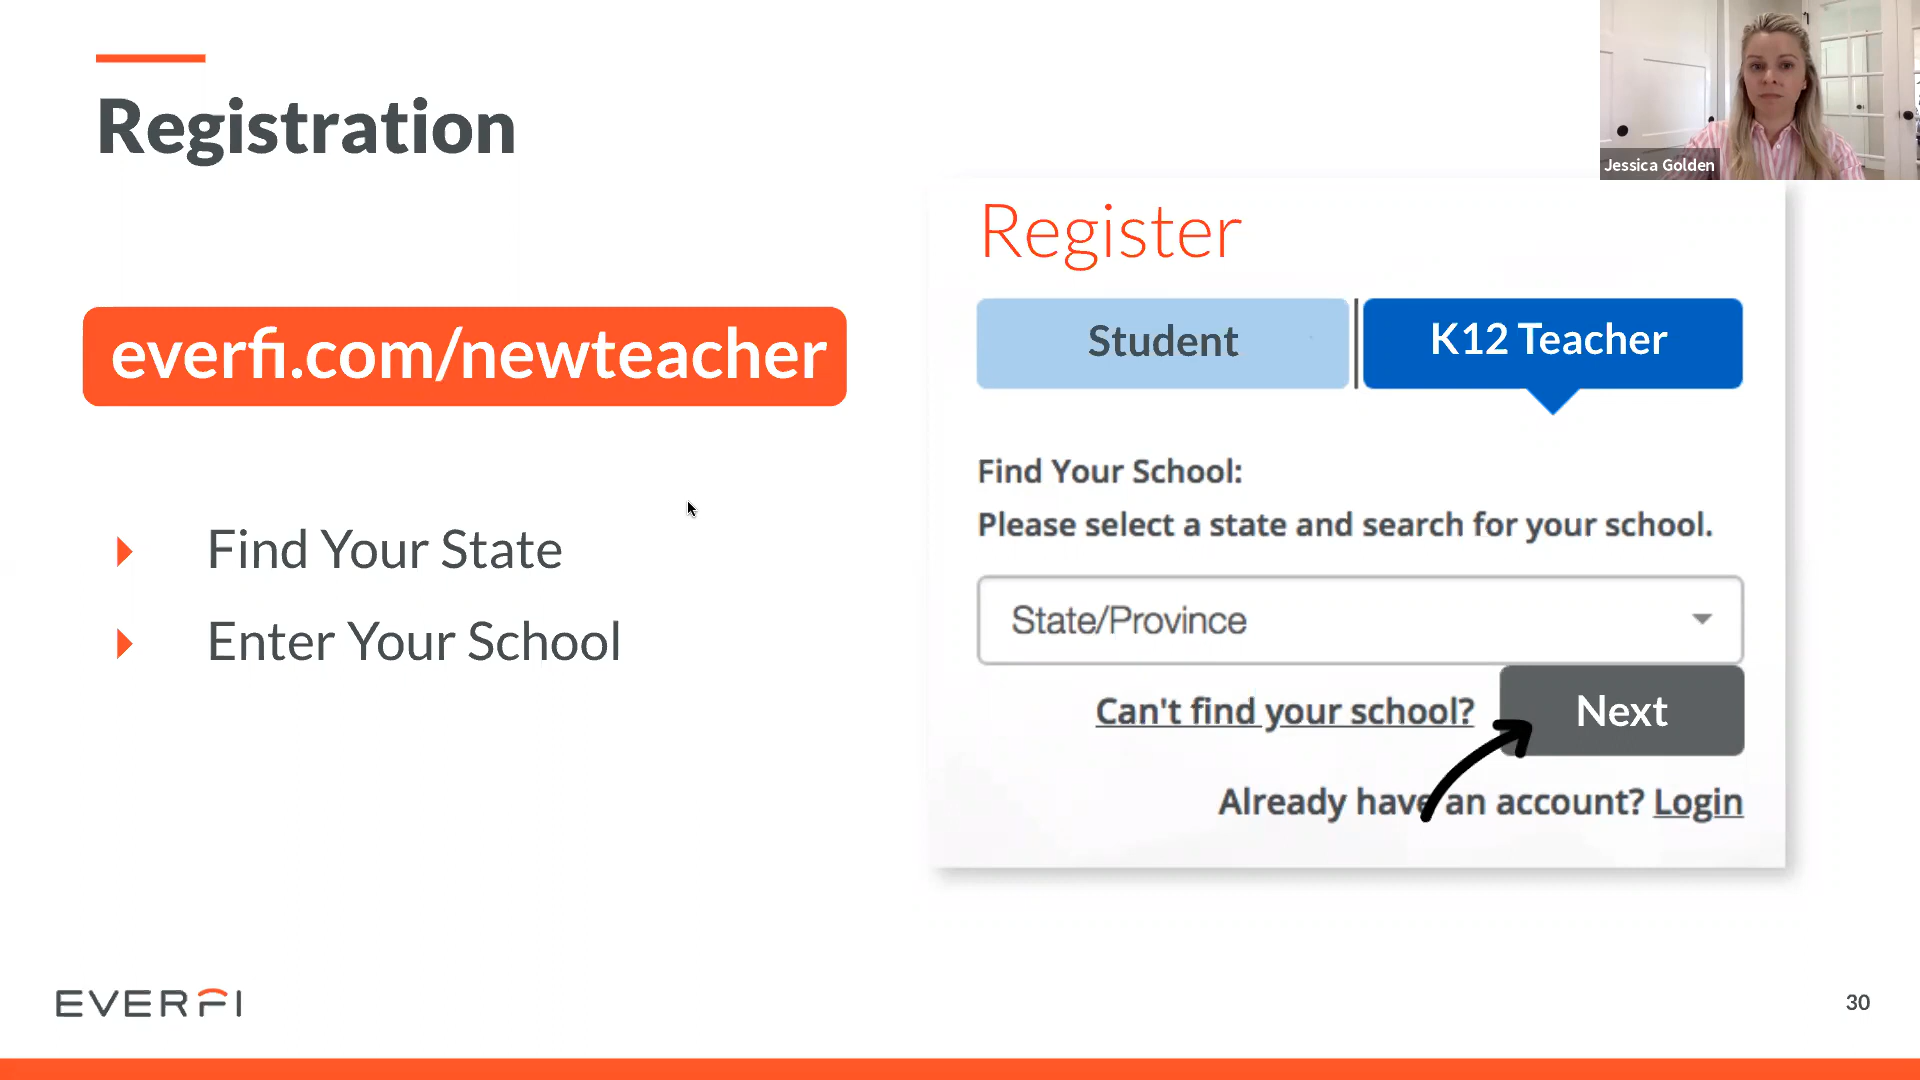 Registration
Jessica Golden
everfi.com/newteacher
Find Your State
Enter Your School
Register
Student
K12 Teacher
Find Your School:
Please select a state and search for your school.
State/Province
Can't find your school?
Next
Already have an account? Login
EVERFI
30